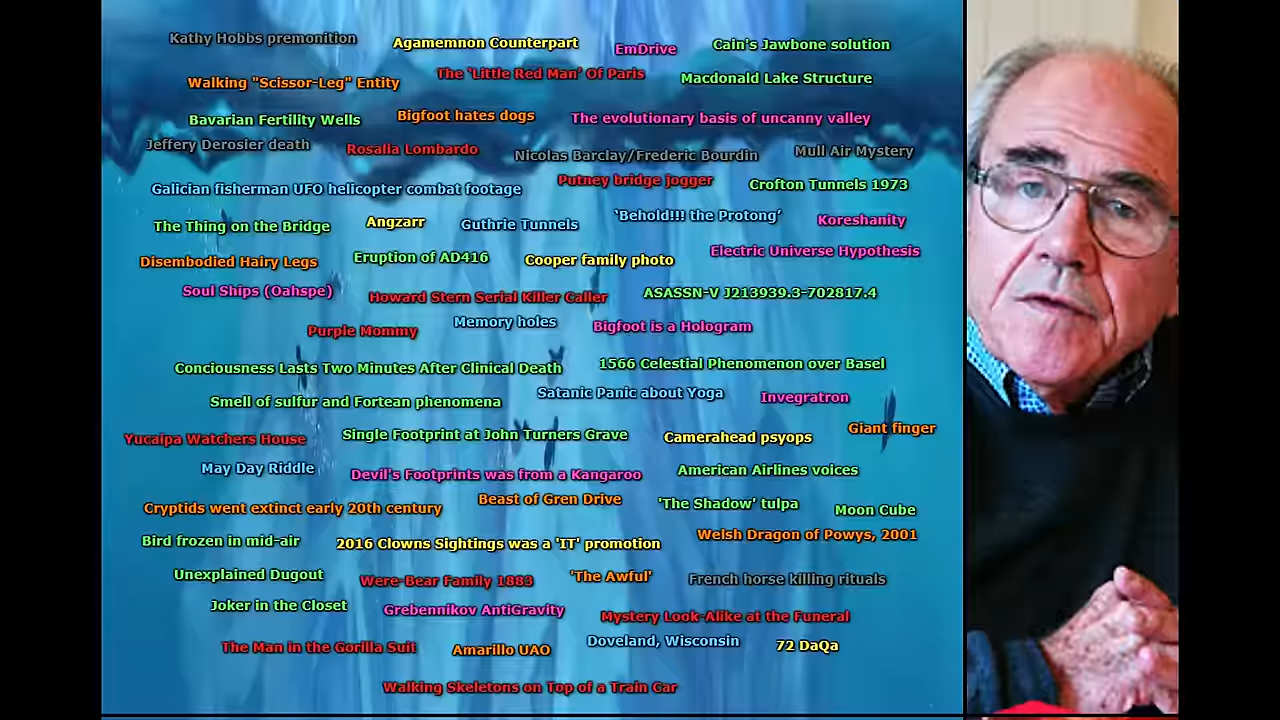 Kathy Hobbs premonition
Agamemnon Counterpart
EmDrive
Cain's Jawbone solution
Walking "Scissor-Leg" Entity
The 'Little Red Man' Of Paris
Macdonald Lake Structure
Bavarian Fertility Wells
Bigfoot hates dogs
The evolutionary basis of uncanny valley
Jeffery Derosier death
Rosalia Lombardo
Nicolas Barclay/Frederic Bourdin
Mull Air Mystery
Galician fisherman UFO helicopter combat footage
Putney bridge jogger
Crofton Tunnels 1973
The Thing on the Bridge
Angzarr
Guthrie Tunnels
‘Behold!!! the Protong’
Koreshanity
Disembodied Hairy Legs
Eruption of AD416
Cooper family photo
Electric Universe Hypothesis
Soul Ships (Oahspe)
Howard Stern Serial Killer Caller
ASASSN-V J213939.3-702817.4
Purple Mommy
Memory holes
Bigfoot is a Hologram
Conciousness Lasts Two Minutes After Clinical Death
1566 Celestial Phenomenon over Basel
Smell of sulfur and Fortean phenomena
Satanic Panic about Yoga
Invegratron
Yucaipa Watchers House
Single Footprint at John Turners Grave
Camerahead psyops
Giant finger
May Day Riddle
Devil's Footprints was from a Kangaroo
American Airlines voices
Cryptids went extinct early 20th century
Beast of Gren Drive
'The Shadow' tulpa
Moon Cube
Bird frozen in mid-air
2016 Clowns Sightings was a 'IT' promotion
Welsh Dragon of Powys, 2001
Unexplained Dugout
Were-Bear Family 1883
'The Awful'
French horse killing rituals
Joker in the Closet
Grebennikov AntiGravity
Mystery Look-Alike at the Funeral
The Man in the Gorilla Suit
Amarillo UAO
Doveland, Wisconsin
72 DaQa
Walking Skeletons on Top of a Train Car